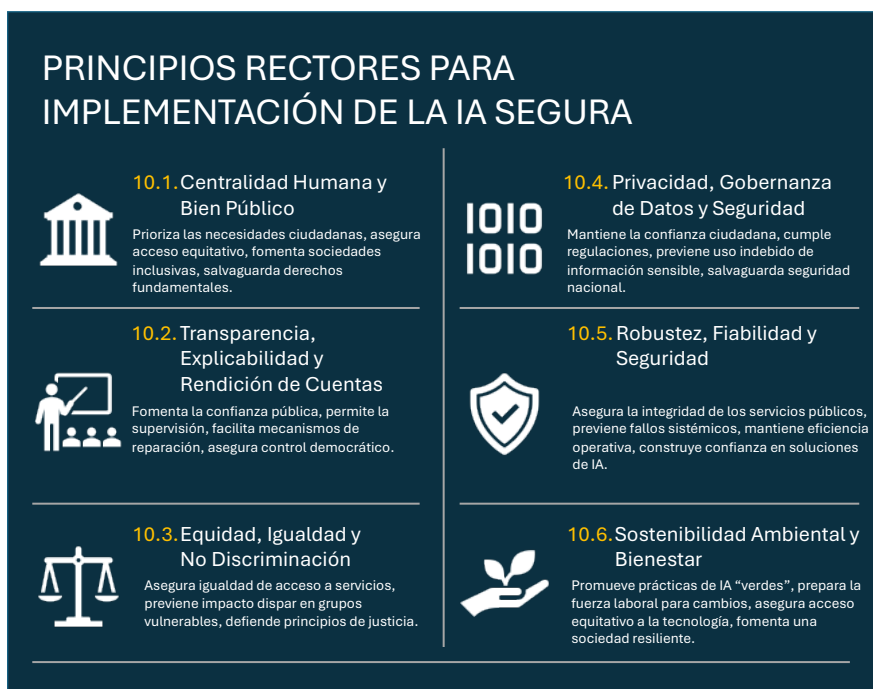 PRINCIPIOS RECTORES PARA
IMPLEMENTACIÓN DE LA IA SEGURA
10.1. Centralidad Humana y
Bien Público
Prioriza las necesidades ciudadanas, asegura
acceso equitativo, fomenta sociedades
inclusivas, salvaguarda derechos
fundamentales.
10.2. Transparencia,
Explicabilidad y
Rendición de Cuentas
Fomenta la confianza pública, permite la
supervisión, facilita mecanismos de
reparación, asegura control democrático.
10.3. Equidad, Igualdad y
No Discriminación
Asegura igualdad de acceso a servicios,
previene impacto dispar en grupos
vulnerables, defiende principios de justicia.
10.4. Privacidad, Gobernanza
de Datos y Seguridad
IOIO
IOIO
Mantiene la confianza ciudadana, cumple
regulaciones, previene uso indebido de
información sensible, salvaguarda seguridad
nacional.
10.5. Robustez, Fiabilidad y
Seguridad
Asegura la integridad de los servicios públicos,
previene fallos sistémicos, mantiene eficiencia
operativa, construye confianza en soluciones
de IA.
10.6. Sostenibilidad Ambiental y
Bienestar
Promueve prácticas de IA “verdes”, prepara la
fuerza laboral para cambios, asegura acceso
equitativo a la tecnología, fomenta una
sociedad resiliente.